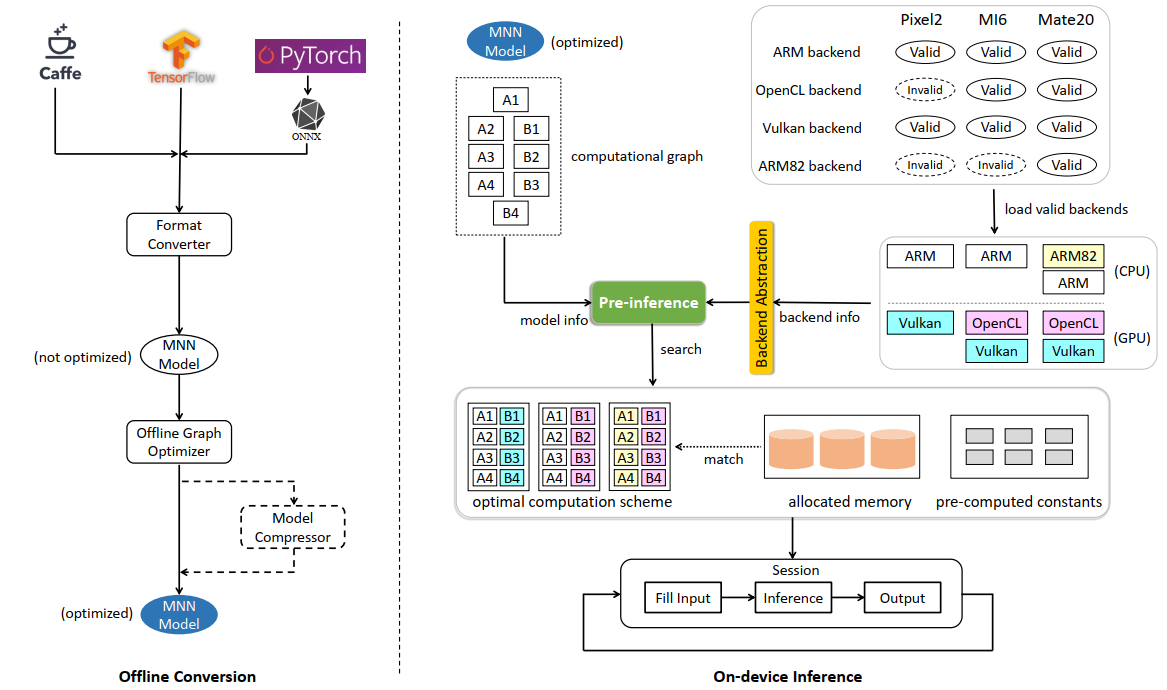 Caffe
TensorFlow
PyTorch
ONNX
Format
Converter
(not optimized)
MNN
Model
Offline Graph
Optimizer
Model
Compressor
(optimized)
MNN
Model
Offline Conversion
MNN
Model
(optimized)
A1
A2 B1
A3 B2
A4 B3
B4
computational graph
Pixel2 MI6 Mate20
ARM backend Valid Valid Valid
OpenCL backend Invalid Valid Valid
Vulkan backend Valid Valid Valid
ARM82 backend Invalid Invalid Valid
load valid backends
ARM ARM ARM82
ARM
(CPU)
Vulkan OpenCL OpenCL
Vulkan Vulkan
(GPU)
backend info
Backend Abstraction
Pre-inference
model info
search
A1 B1 A1 B1 A1 B1
A2 B2 A2 B2 A2 B2
A3 B3 A3 B3 A3 B3
A4 B4 A4 B4 A4 B4
match
optimal computation scheme
allocated memory
pre-computed constants
Session
Fill Input Inference Output
On-device Inference